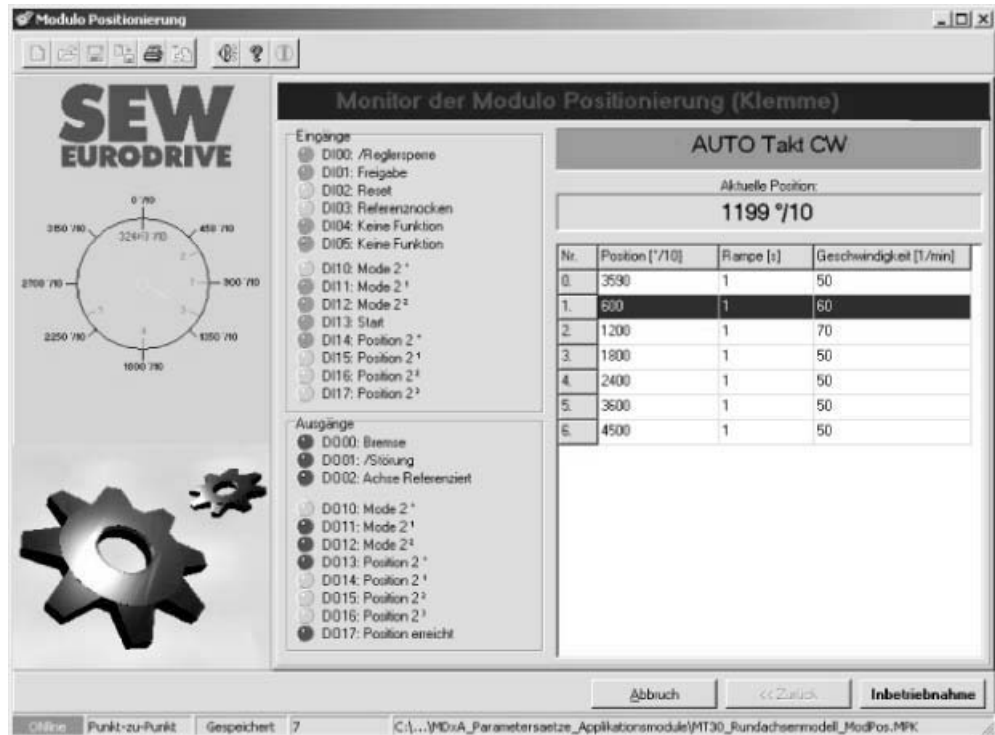 Modulo Positionierung
SEW
EURODRIVE
0 °/10
450 °/10
900 °/10
1350 °/10
1800 °/10
2250 °/10
2700 °/10
3150 °/10
Monitor der Modulo Positionierung (Klemme)
Eingänge
DI00: /Reglersperre
DI01: Freigabe
DI02: Reset
DI03: Referenznocken
DI04: Keine Funktion
DI05: Keine Funktion
DI10: Mode 2⁰
DI11: Mode 2¹
DI12: Mode 2²
DI13: Start
DI14: Position 2⁰
DI15: Position 2¹
DI16: Position 2²
DI17: Position 2³
Ausgänge
DO00: Bremse
DO01: /Störung
DO02: Achse Referenziert
DO10: Mode 2⁰
DO11: Mode 2¹
DO12: Mode 2²
DO13: Position 2⁰
DO14: Position 2¹
DO15: Position 2²
DO16: Position 2³
DO17: Position erreicht
AUTO Takt CW
Aktuelle Position:
1199 °/10
Nr. Position [°/10] Rampe [s] Geschwindigkeit [1/min]
0. 3590 1 50
1. 600 1 60
2. 1200 1 70
3. 1800 1 50
4. 2400 1 50
5. 3600 1 50
6. 4500 1 50
Abbruch << Zurück Inbetriebnahme
Online Punkt-zu-Punkt Gespeichert 7 C:\...\MDxA_Parametersaetze_Applikationsmodule\MT30_Rundachsenmodell_ModPos.MPK